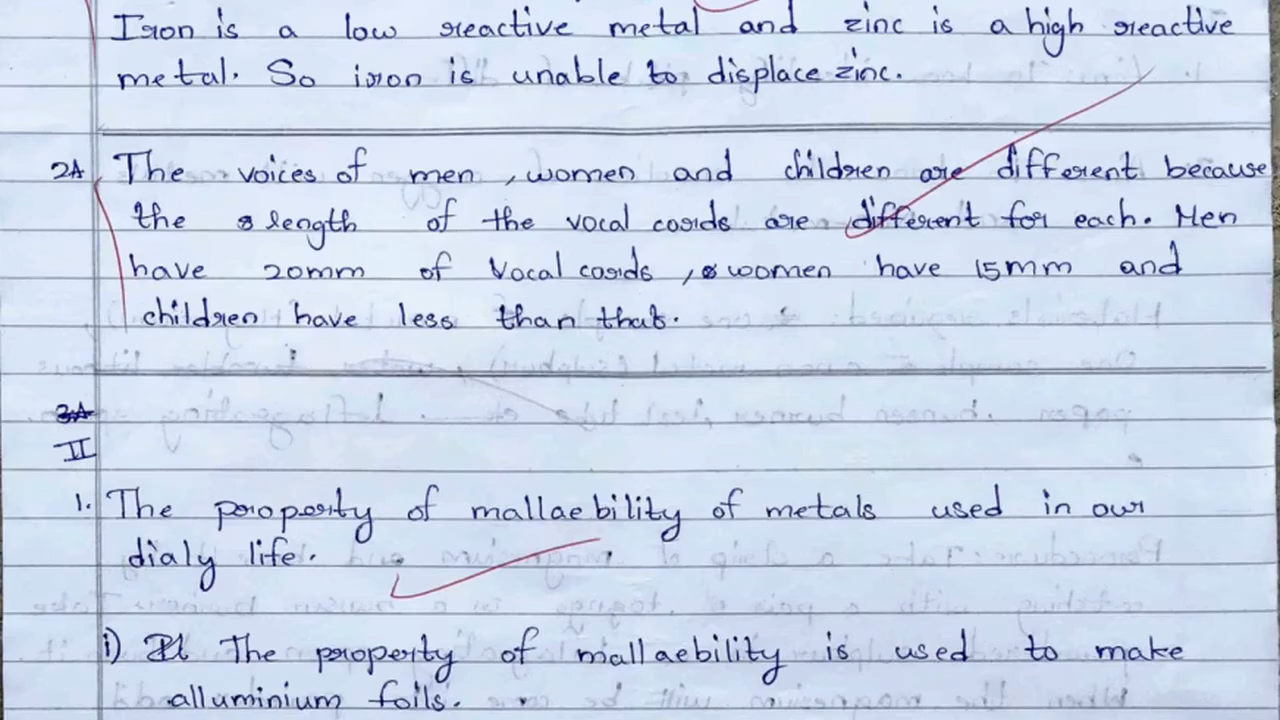 Iron is a low reactive metal and zinc is a high reactive
metal. So iron is unable to displace zinc.
2A The voices of men , women and children are different because
the length of the vocal cords are different for each. Men
have 20mm of Vocal cords , women have 15mm and
children have less than that.
3A
II
1. The property of mallaebility of metals used in our
dialy life.
i) The property of mallaebility is used to make
alluminium foils.